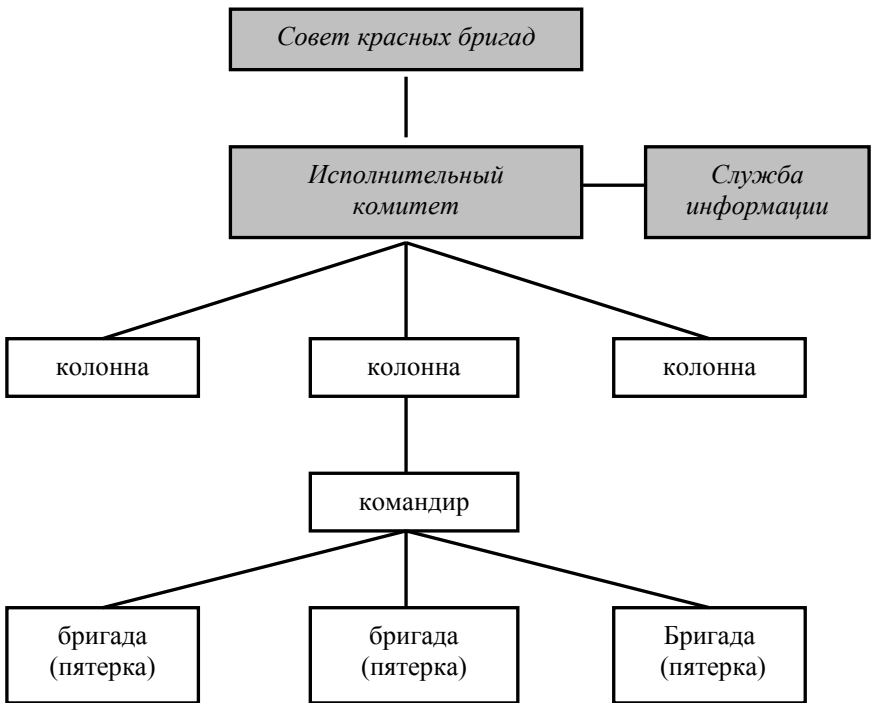 Совет красных бригад
Исполнительный
комитет
Служба
информации
колонна
колонна
колонна
командир
бригада
(пятерка)
бригада
(пятерка)
Бригада
(пятерка)